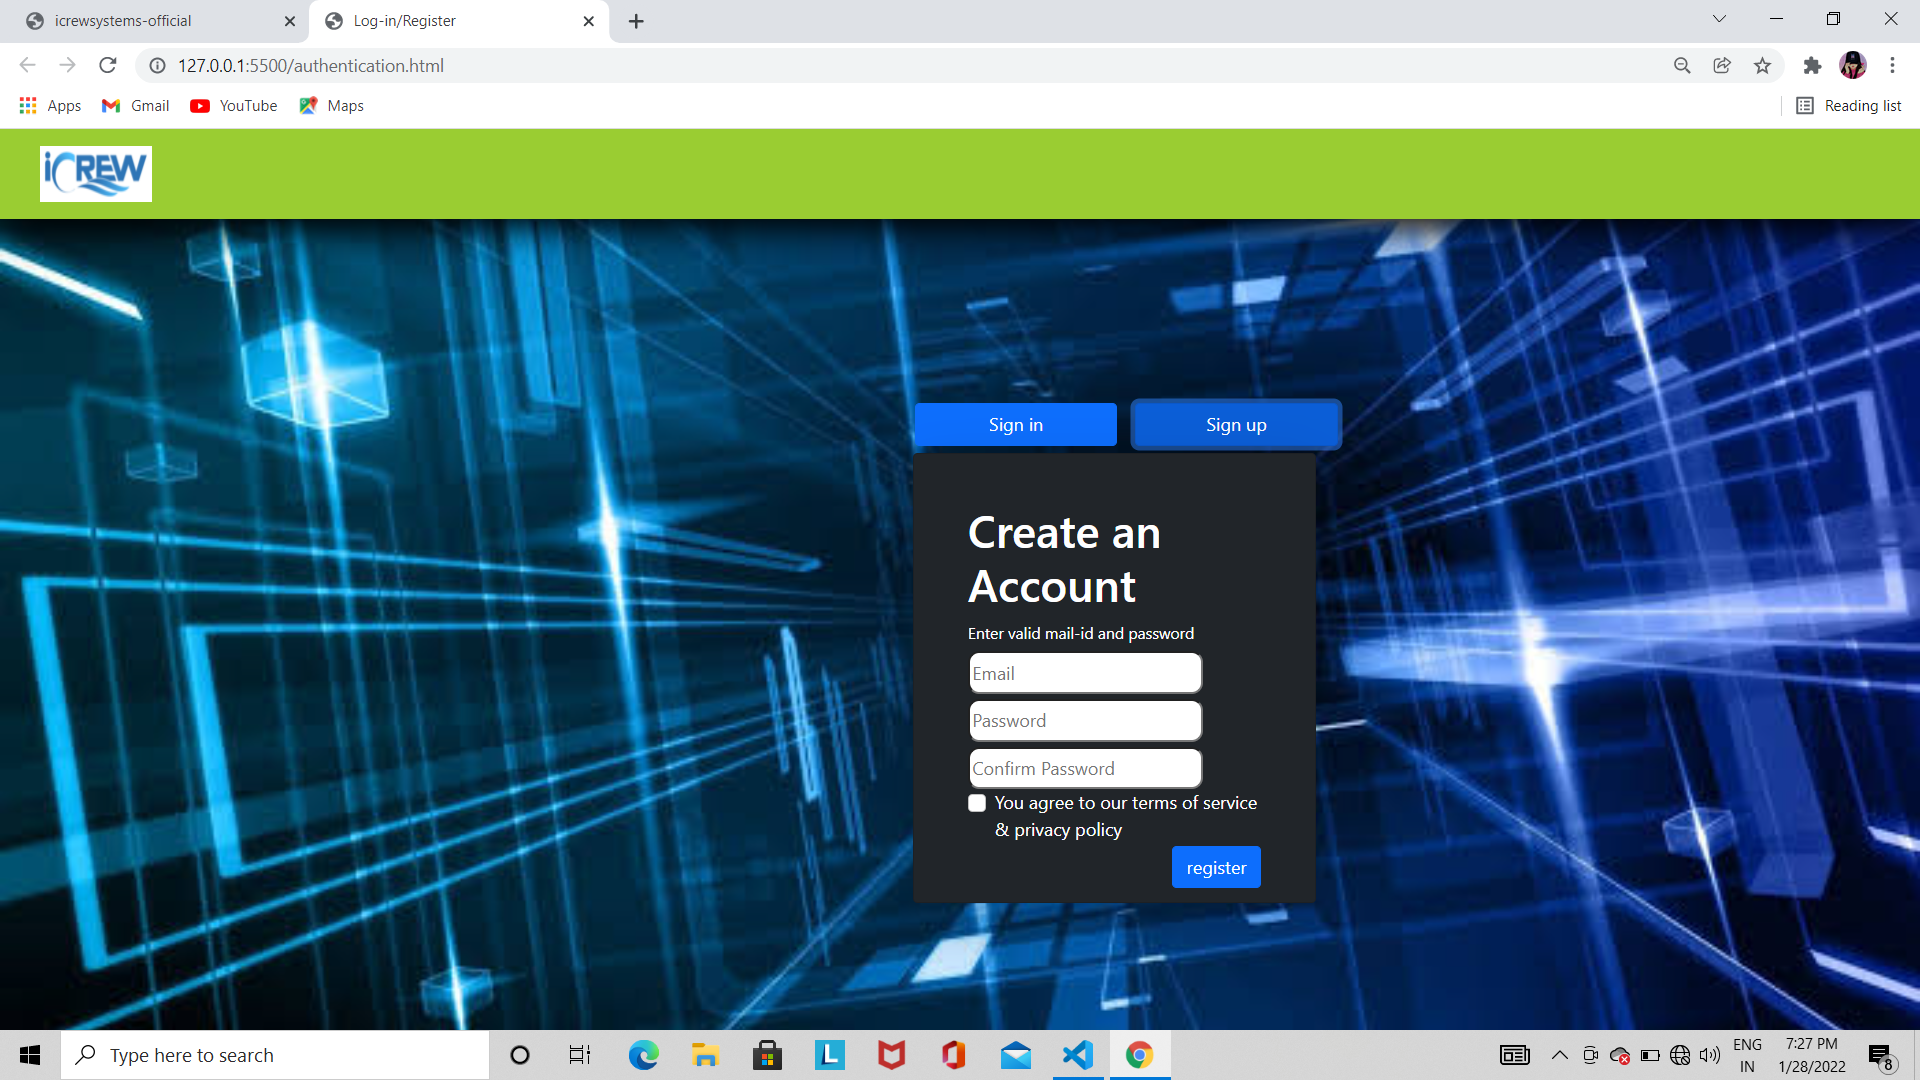 icrewsystems-official
Log-in/Register
127.0.0.1:5500/authentication.html
Apps
Gmail
YouTube
Maps
Reading list
iCREW
Sign in
Sign up
Create an
Account
Enter valid mail-id and password
Email
Password
Confirm Password
You agree to our terms of service
& privacy policy
register
Type here to search
L
ENG
IN
7:27 PM
1/28/2022
8